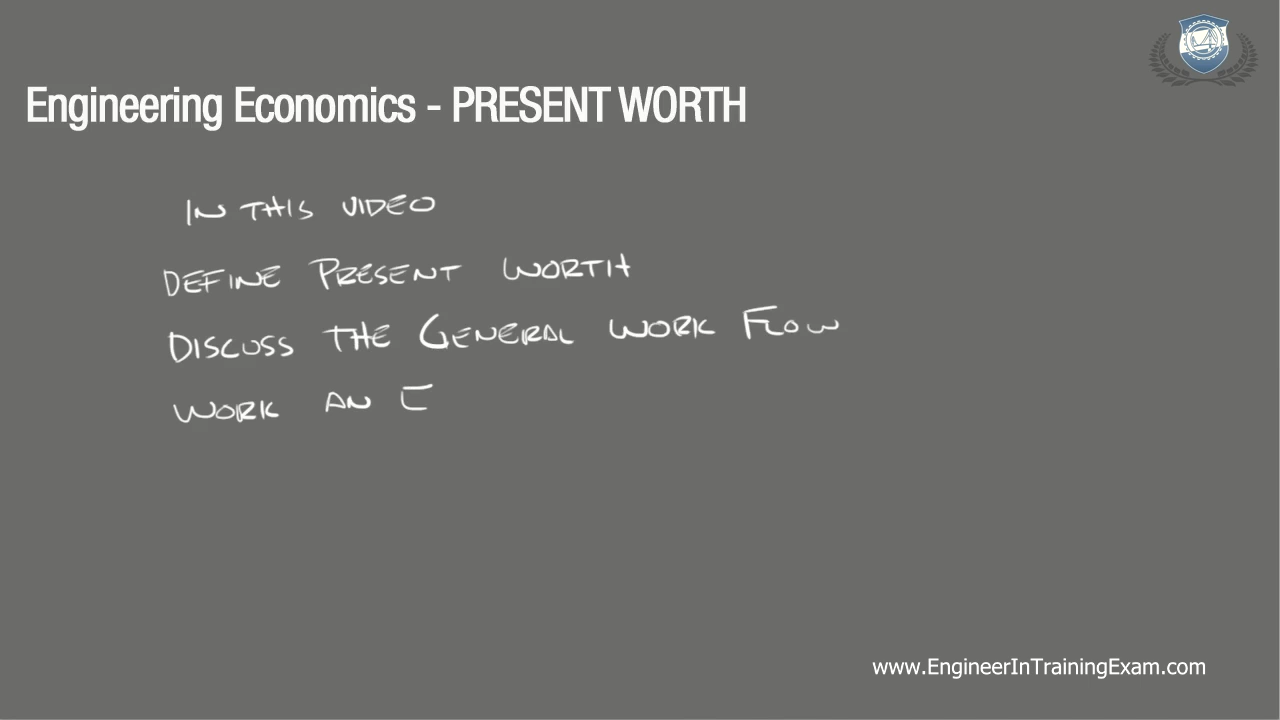 Engineering Economics - PRESENT WORTH
IN THIS VIDEO
DEFINE PRESENT WORTH
DISCUSS THE GENERAL WORK FLOW
WORK AN
www.EngineerInTrainingExam.com